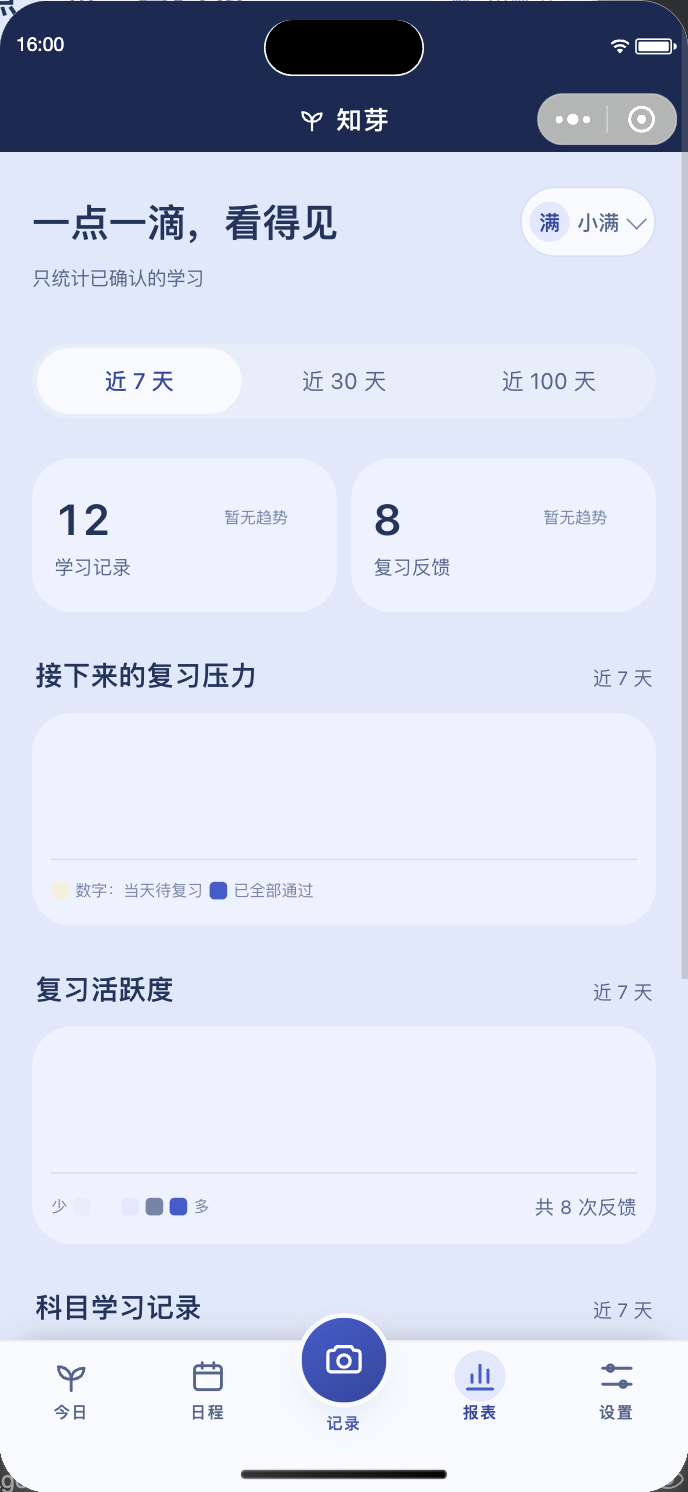 16:00
知芽
一点一滴，看得见
满 小满
只统计已确认的学习
近 7 天 近 30 天 近 100 天
12 暂无趋势
学习记录
8 暂无趋势
复习反馈
接下来的复习压力 近 7 天
数字：当天待复习 已全部通过
复习活跃度 近 7 天
少 多 共 8 次反馈
科目学习记录 近 7 天
今日 日程 记录 报表 设置